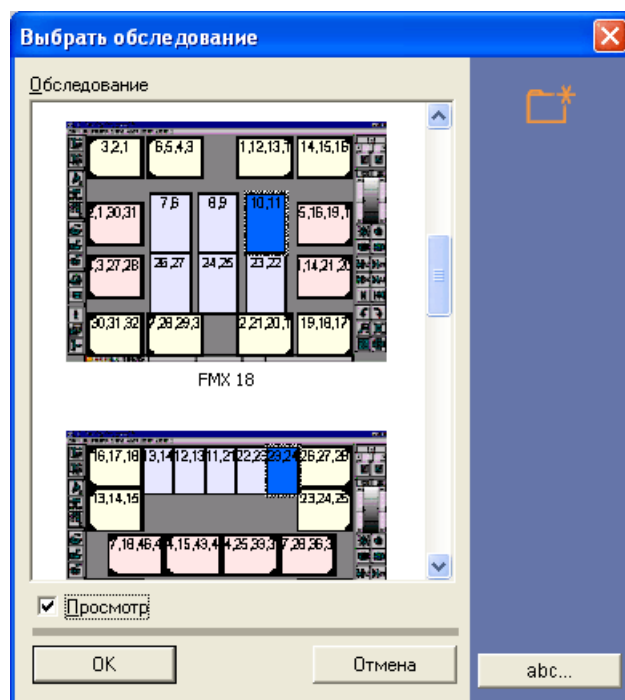 Выбрать обследование
Обследование
3,2,1 6,5,4,3 1,12,13,1 14,15,16
7,6 8,9 10,11
2,1,30,31 5,16,19,1
26,27 24,25 23,22
,3,27,28 1,14,21,20
30,31,32 7,28,29,3 2,21,20,1 19,18,17
FMX 18
16,17,18 13,14 12,13 11,21 22,23 23,24 26,27,28
13,14,15 23,24,25
7,18,46,4 4,15,43,4 4,25,33,3 7,28,36,3
Просмотр
OK Отмена abc...